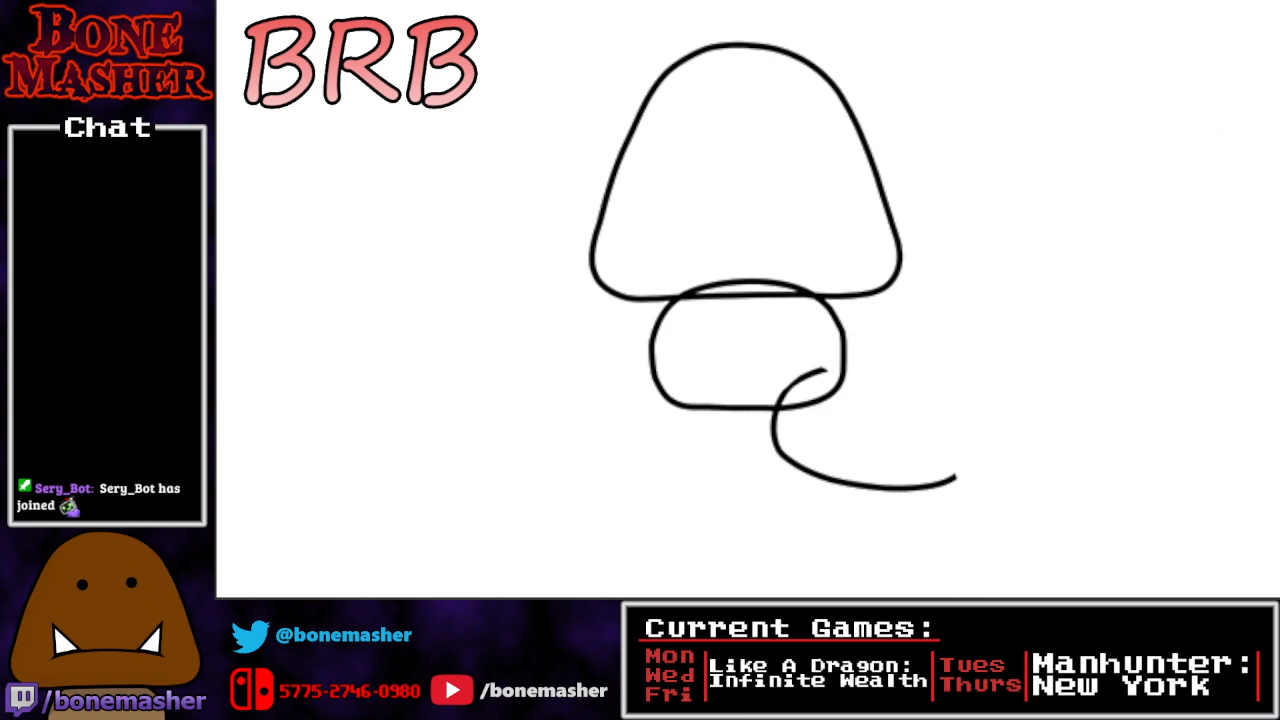 BONE
MASHER
BRB
Chat
Sery_Bot: Sery_Bot has
joined
/bonemasher
@bonemasher
5775-2746-0980
/bonemasher
Current Games:
Mon
Wed
Fri
Like A Dragon:
Infinite Wealth
Tues
Thurs
Manhunter:
New York